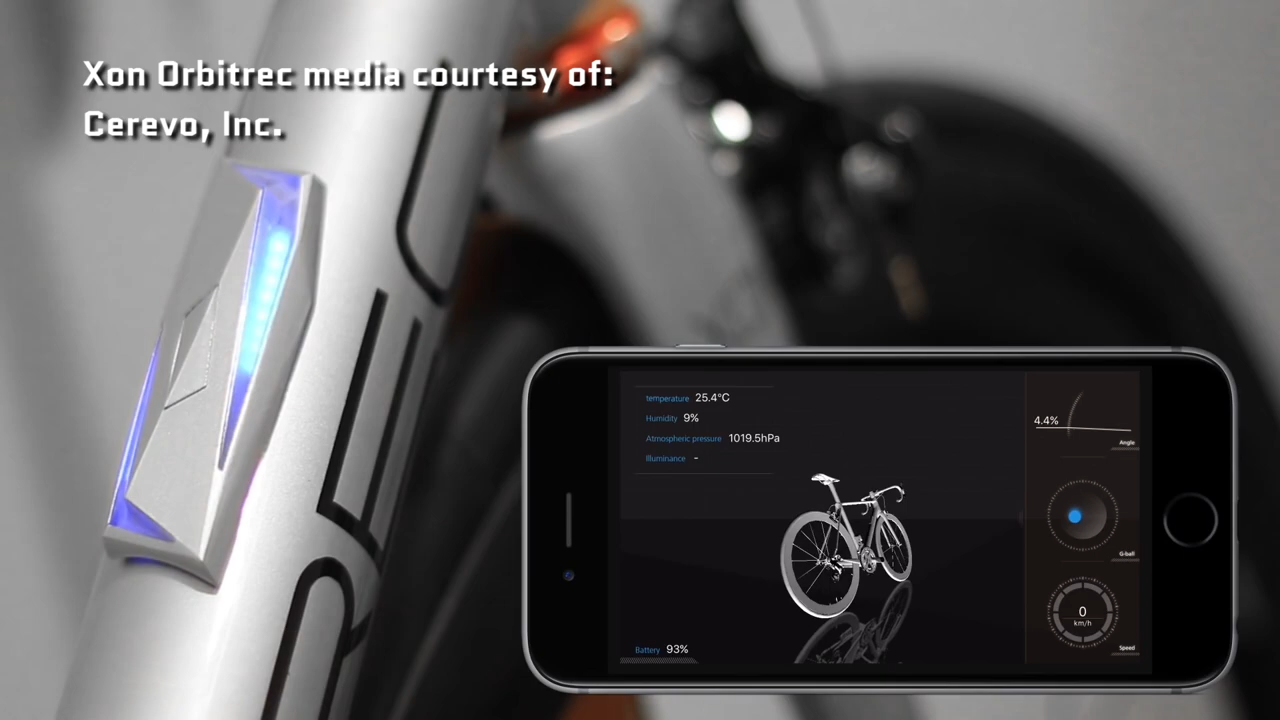 Xon Orbitrec media courtesy of:
Cerevo, Inc.
temperature 25.4°C
Humidity 9%
Atmospheric pressure 1019.5hPa
Illuminance -
4.4%
Angle
G-ball
0
km/h
Speed
Battery 93%